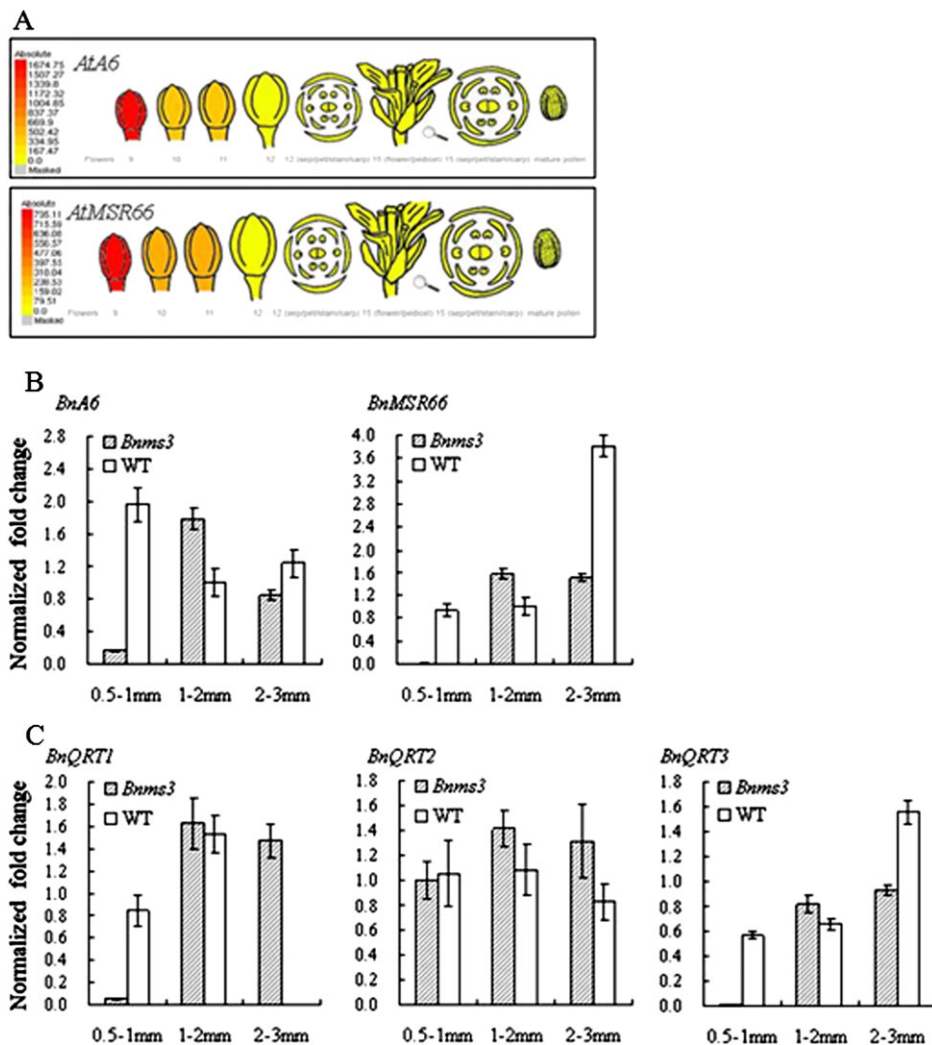 A
Absolute
AtA6
1674.75
1507.27
1339.8
1172.32
1004.85
837.37
669.9
502.42
334.95
167.47
0.0
Masked
Flowers 9 10 11 12 12 (sep/pet/stam/carp) 15 (flower/pedicel) 15 (sep/pet/stam/carp) mature pollen
Absolute
AtMSR66
795.11
715.59
636.08
556.57
477.06
397.55
318.04
238.53
159.02
79.51
0.0
Masked
Flowers 9 10 11 12 12 (sep/pet/stam/carp) 15 (flower/pedicel) 15 (sep/pet/stam/carp) mature pollen
B
BnA6
BnMSR66
Normalized fold change
2.8
2.4
2.0
1.6
1.2
0.8
0.4
0.0
Bnms3
WT
0.5-1mm 1-2mm 2-3mm
4.0
3.6
3.2
2.8
2.4
2.0
1.6
1.2
0.8
0.4
0.0
Bnms3
WT
0.5-1mm 1-2mm 2-3mm
C
BnQRT1
BnQRT2
BnQRT3
Normalized fold change
2.0
1.8
1.6
1.4
1.2
1.0
0.8
0.6
0.4
0.2
0.0
Bnms3
WT
0.5-1mm 1-2mm 2-3mm
1.8
1.6
1.4
1.2
1.0
0.8
0.6
0.4
0.2
0.0
Bnms3
WT
0.5-1mm 1-2mm 2-3mm
1.8
1.6
1.4
1.2
1.0
0.8
0.6
0.4
0.2
0.0
Bnms3
WT
0.5-1mm 1-2mm 2-3mm